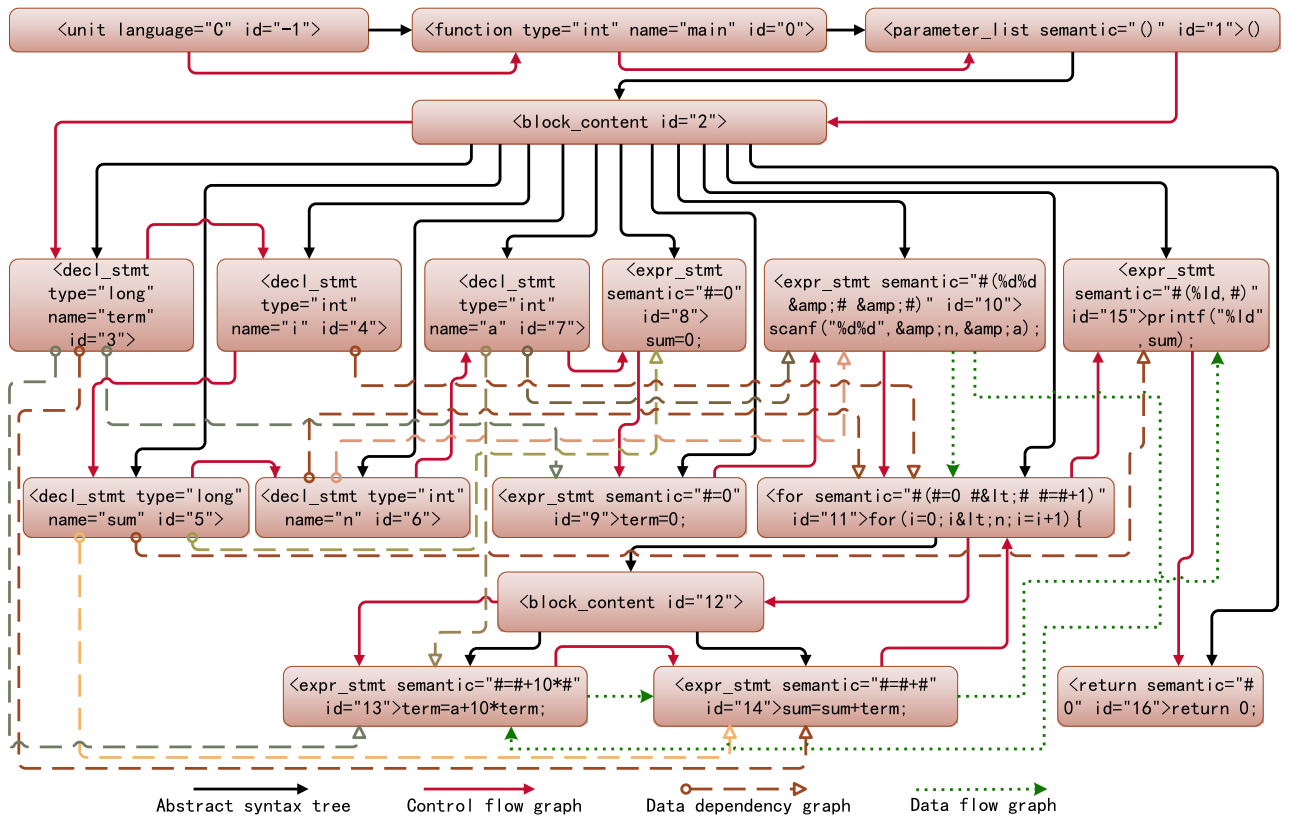 <unit language="C" id="-1">
<function type="int" name="main" id="0">
<parameter_list semantic="()" id="1">()
<block_content id="2">
<decl_stmt
type="long"
name="term"
id="3">
<decl_stmt
type="int"
name="i" id="4">
<decl_stmt
type="int"
name="a" id="7">
<expr_stmt
semantic="#=0"
id="8">
sum=0;
<expr_stmt semantic="#(%d%d
&amp;# &amp;#)" id="10">
scanf("%d%d",&amp;n,&amp;a);
<expr_stmt
semantic="#(%ld,#)"
id="15">printf("%ld"
,sum);
<decl_stmt type="long"
name="sum" id="5">
<decl_stmt type="int"
name="n" id="6">
<expr_stmt semantic="#=0"
id="9">term=0;
<for semantic="#(#=0 #&lt;# #=#+1)"
id="11">for(i=0;i&lt;n;i=i+1){
<block_content id="12">
<expr_stmt semantic="#=#+10*#"
id="13">term=a+10*term;
<expr_stmt semantic="#=#+#"
id="14">sum=sum+term;
<return semantic="#
0" id="16">return 0;
Abstract syntax tree
Control flow graph
Data dependency graph
Data flow graph